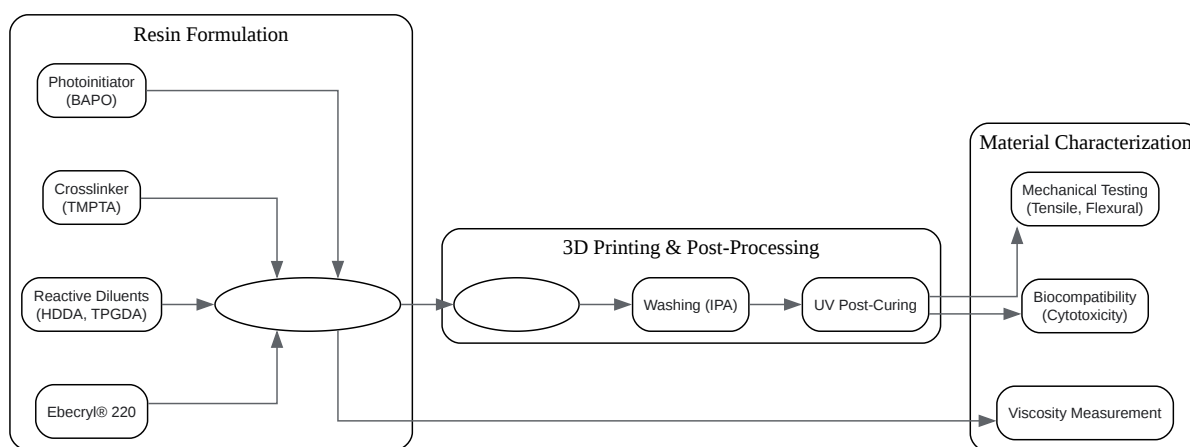 Resin Formulation
Photoinitiator
(BAPO)
Crosslinker
(TMPTA)
Reactive Diluents
(HDDA, TPGDA)
Ebecryl® 220
3D Printing & Post-Processing
Washing (IPA)
UV Post-Curing
Material Characterization
Mechanical Testing
(Tensile, Flexural)
Biocompatibility
(Cytotoxicity)
Viscosity Measurement